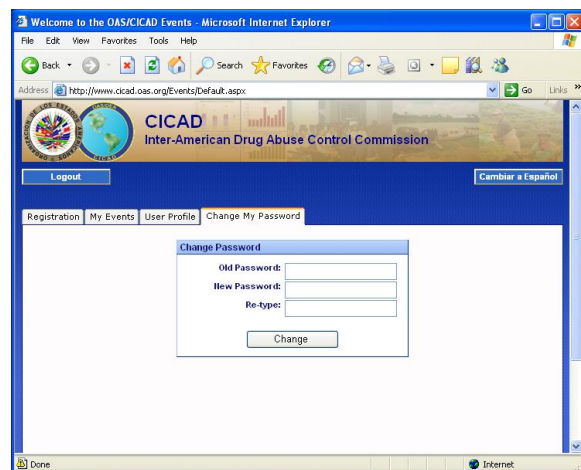 Welcome to the OAS/CICAD Events - Microsoft Internet Explorer
File Edit View Favorites Tools Help
Back Search Favorites
Address http://www.cicad.oas.org/Events/Default.aspx Go Links »
CICAD
Inter-American Drug Abuse Control Commission
Logout Cambiar a Español
Registration My Events User Profile Change My Password
Change Password
Old Password:
New Password:
Re-type:
Change
Done Internet